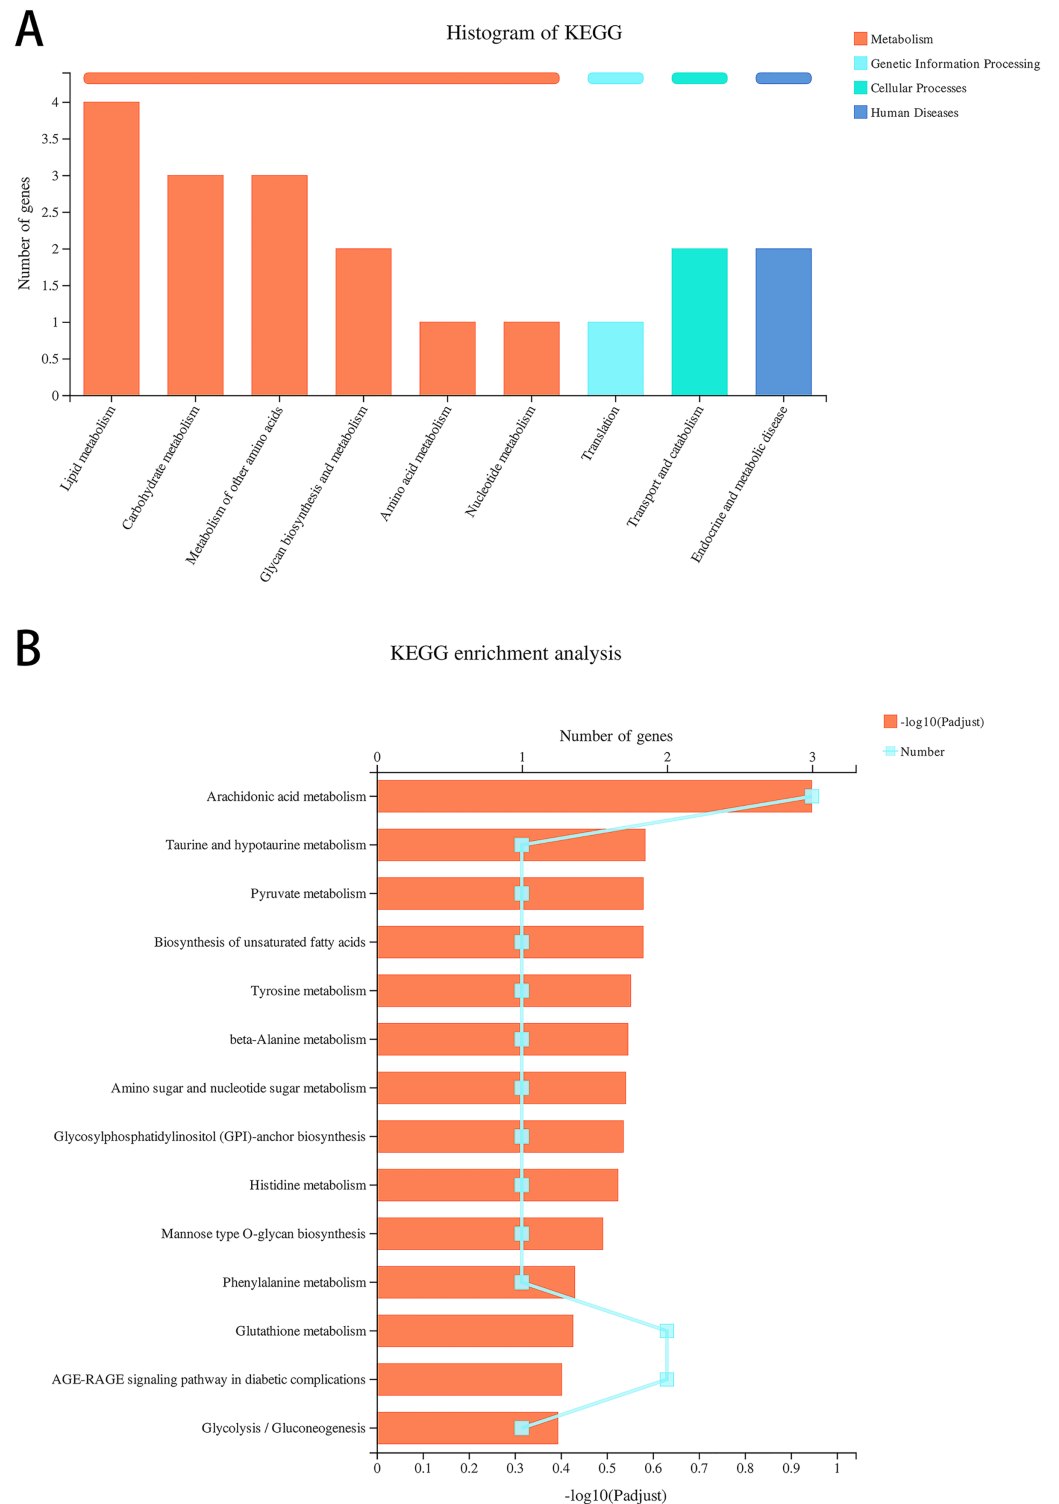 A
Histogram of KEGG
Metabolism
Genetic Information Processing
Cellular Processes
Human Diseases
Number of genes
4
3.5
3
2.5
2
1.5
1
0.5
0
Lipid metabolism
Carbohydrate metabolism
Metabolism of other amino acids
Glycan biosynthesis and metabolism
Amino acid metabolism
Nucleotide metabolism
Translation
Transport and catabolism
Endocrine and metabolic disease
B
KEGG enrichment analysis
-log10(Padjust)
Number
Number of genes
0 1 2 3
Arachidonic acid metabolism
Taurine and hypotaurine metabolism
Pyruvate metabolism
Biosynthesis of unsaturated fatty acids
Tyrosine metabolism
beta-Alanine metabolism
Amino sugar and nucleotide sugar metabolism
Glycosylphosphatidylinositol (GPI)-anchor biosynthesis
Histidine metabolism
Mannose type O-glycan biosynthesis
Phenylalanine metabolism
Glutathione metabolism
AGE-RAGE signaling pathway in diabetic complications
Glycolysis / Gluconeogenesis
0 0.1 0.2 0.3 0.4 0.5 0.6 0.7 0.8 0.9 1
-log10(Padjust)